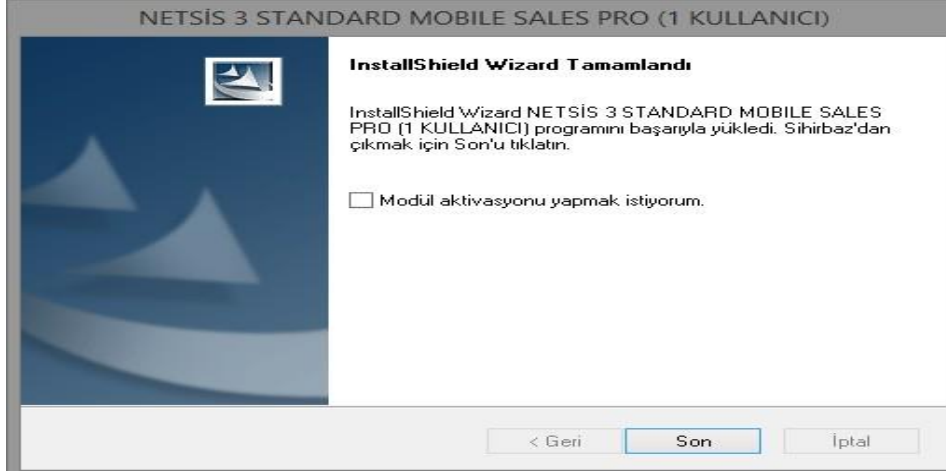 NETSİS 3 STANDARD MOBILE SALES PRO (1 KULLANICI)
InstallShield Wizard Tamamlandı
InstallShield Wizard NETSİS 3 STANDARD MOBILE SALES
PRO (1 KULLANICI) programını başarıyla yükledi. Sihirbaz'dan
çıkmak için Son'u tıklatın.
Modül aktivasyonu yapmak istiyorum.
< Geri
Son
İptal